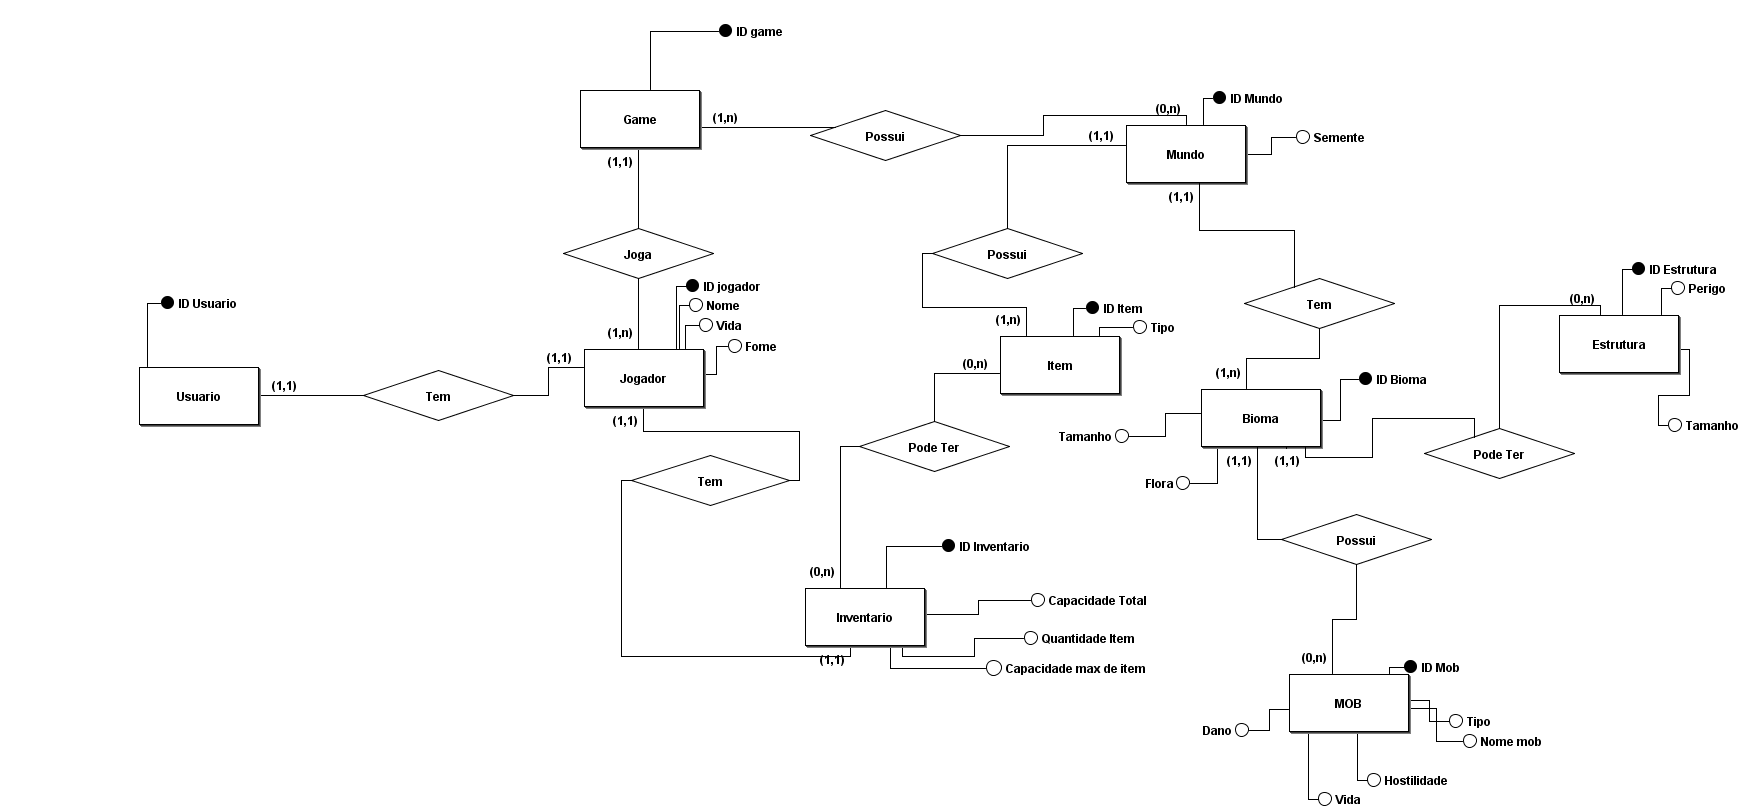 ID game
Game
(1,n)
Possui
(0,n)
ID Mundo
(1,1)
Semente
Mundo
(1,1)
(1,1)
Joga
Possui
ID Estrutura
ID jogador
Perigo
(0,n)
ID Usuario
Nome
ID Item
Tem
Vida
(1,n)
Tipo
(1,n)
Fome
Estrutura
(1,1)
(0,n)
Item
(1,n)
Jogador
ID Bioma
(1,1)
Usuario
Tem
(1,1)
Bioma
Tamanho
Tamanho
Pode Ter
Pode Ter
(1,1)
(1,1)
Tem
Flora
Possui
ID Inventario
(0,n)
Capacidade Total
Inventario
Quantidade Item
(1,1)
Capacidade max de item
(0,n)
ID Mob
MOB
Tipo
Dano
Nome mob
Hostilidade
Vida